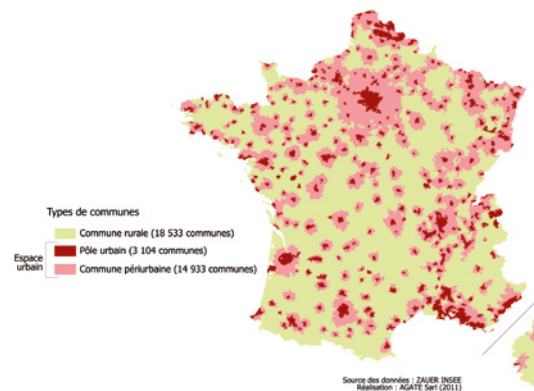 Types de communes
Commune rurale (18 533 communes)
Espace
urbain
Pôle urbain (3 104 communes)
Commune périurbaine (14 933 communes)
Source des données : ZAUER INSEE
Réalisation : AGATE Sarl (2011)